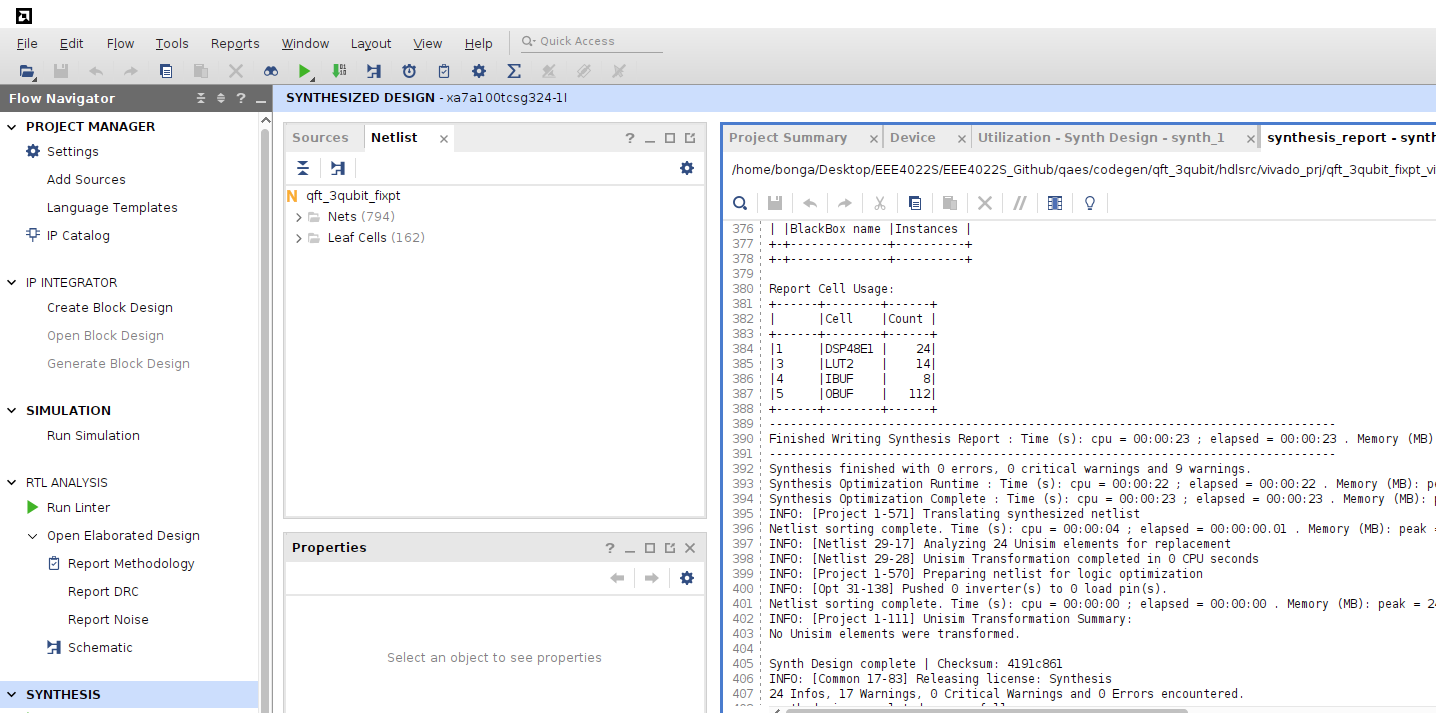 File Edit Flow Tools Reports Window Layout View Help Quick Access
Flow Navigator
SYNTHESIZED DESIGN - xa7a100tcsg324-1I
PROJECT MANAGER
Settings
Add Sources
Language Templates
IP Catalog
IP INTEGRATOR
Create Block Design
Open Block Design
Generate Block Design
SIMULATION
Run Simulation
RTL ANALYSIS
Run Linter
Open Elaborated Design
Report Methodology
Report DRC
Report Noise
Schematic
SYNTHESIS
Sources Netlist
N qft_3qubit_fixpt
Nets (794)
Leaf Cells (162)
Properties
Select an object to see properties
Project Summary Device Utilization - Synth Design - synth_1 synthesis_report - synth
/home/bonga/Desktop/EEE4022S/EEE4022S_Github/qaes/codegen/qft_3qubit/hdlsrc/vivado_prj/qft_3qubit_fixpt_vi
376 | |BlackBox name |Instances |
377 +-+--------------+----------+
378 +-+--------------+----------+
379
380 Report Cell Usage:
381 +------+--------+------+
382 |      |Cell    |Count |
383 +------+--------+------+
384 |1     |DSP48E1 |    24|
385 |3     |LUT2    |    14|
386 |4     |IBUF    |     8|
387 |5     |OBUF    |   112|
388 +------+--------+------+
389 ---------------------------------------------------------------------------------
390 Finished Writing Synthesis Report : Time (s): cpu = 00:00:23 ; elapsed = 00:00:23 . Memory (MB)
391 ---------------------------------------------------------------------------------
392 Synthesis finished with 0 errors, 0 critical warnings and 9 warnings.
393 Synthesis Optimization Runtime : Time (s): cpu = 00:00:22 ; elapsed = 00:00:22 . Memory (MB): pe
394 Synthesis Optimization Complete : Time (s): cpu = 00:00:23 ; elapsed = 00:00:23 . Memory (MB): p
395 INFO: [Project 1-571] Translating synthesized netlist
396 Netlist sorting complete. Time (s): cpu = 00:00:04 ; elapsed = 00:00:00.01 . Memory (MB): peak =
397 INFO: [Netlist 29-17] Analyzing 24 Unisim elements for replacement
398 INFO: [Netlist 29-28] Unisim Transformation completed in 0 CPU seconds
399 INFO: [Project 1-570] Preparing netlist for logic optimization
400 INFO: [Opt 31-138] Pushed 0 inverter(s) to 0 load pin(s).
401 Netlist sorting complete. Time (s): cpu = 00:00:00 ; elapsed = 00:00:00 . Memory (MB): peak = 24
402 INFO: [Project 1-111] Unisim Transformation Summary:
403 No Unisim elements were transformed.
404
405 Synth Design complete | Checksum: 4191c861
406 INFO: [Common 17-83] Releasing license: Synthesis
407 24 Infos, 17 Warnings, 0 Critical Warnings and 0 Errors encountered.